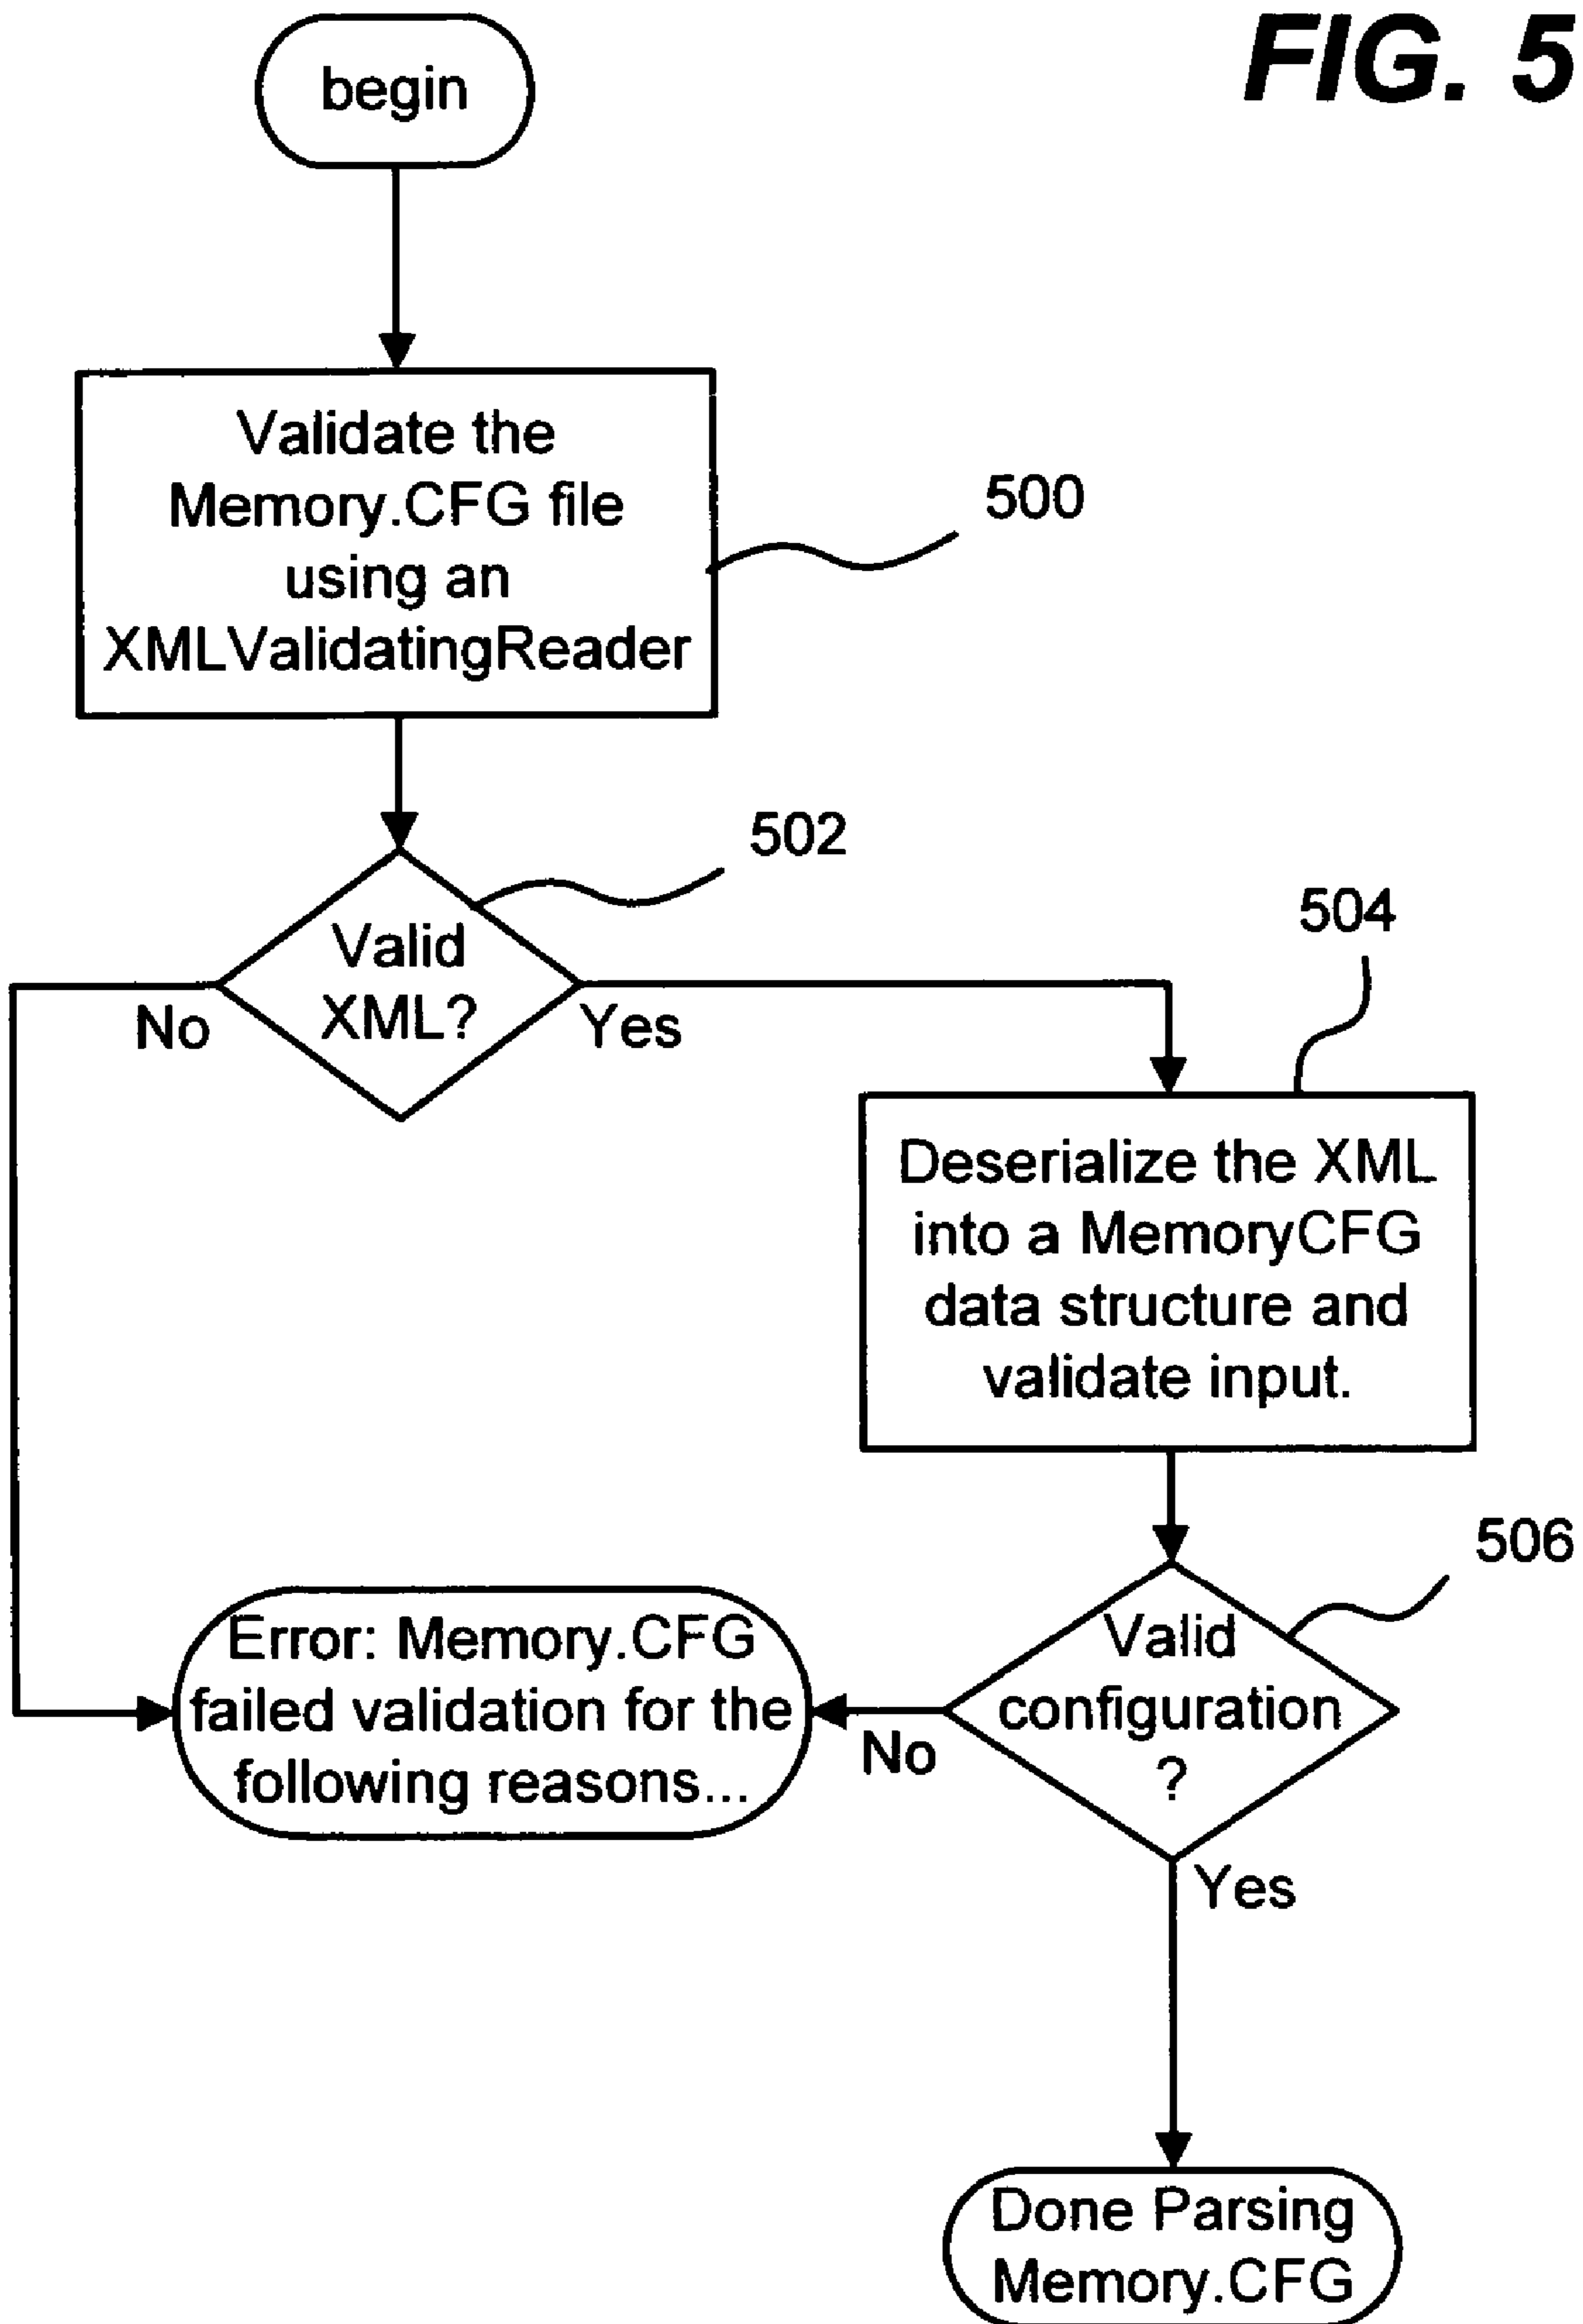 FIG. 5
begin
Validate the
Memory.CFG file
using an
XMLValidatingReader
500
502
Valid
XML?
No
Yes
504
Deserialize the XML
into a MemoryCFG
data structure and
validate input.
506
Valid
configuration
?
No
Error: Memory.CFG
failed validation for the
following reasons...
Yes
Done Parsing
Memory.CFG